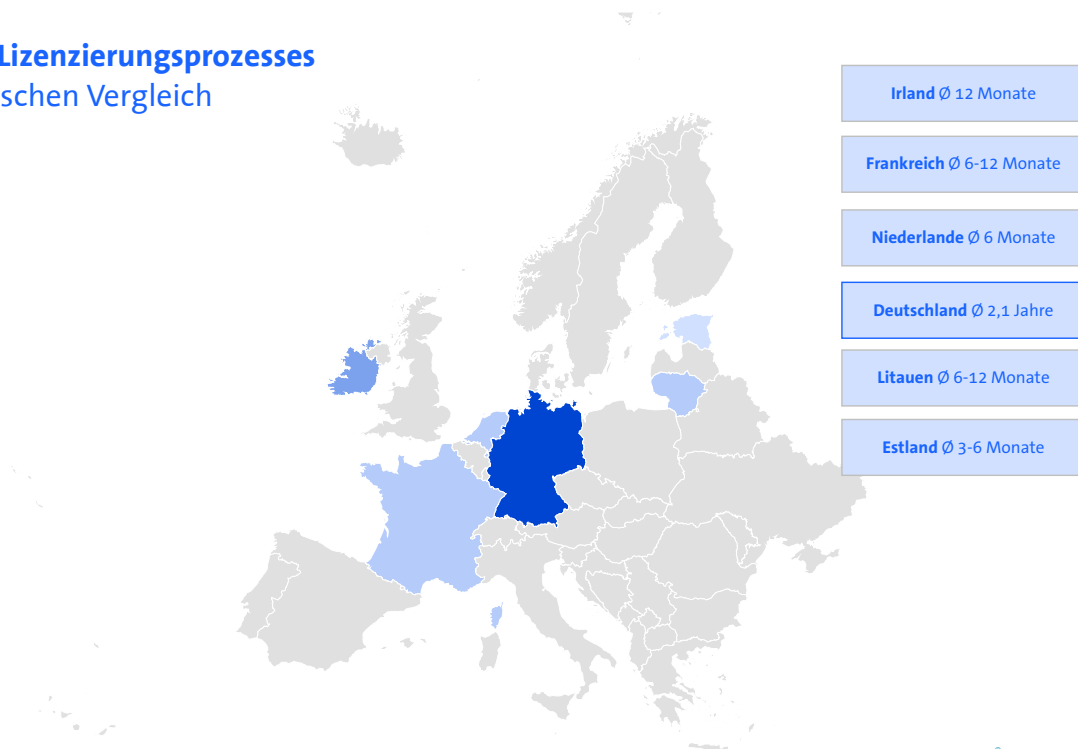 Lizenzierungsprozesses
schen Vergleich
Irland Ø 12 Monate
Frankreich Ø 6-12 Monate
Niederlande Ø 6 Monate
Deutschland Ø 2,1 Jahre
Litauen Ø 6-12 Monate
Estland Ø 3-6 Monate